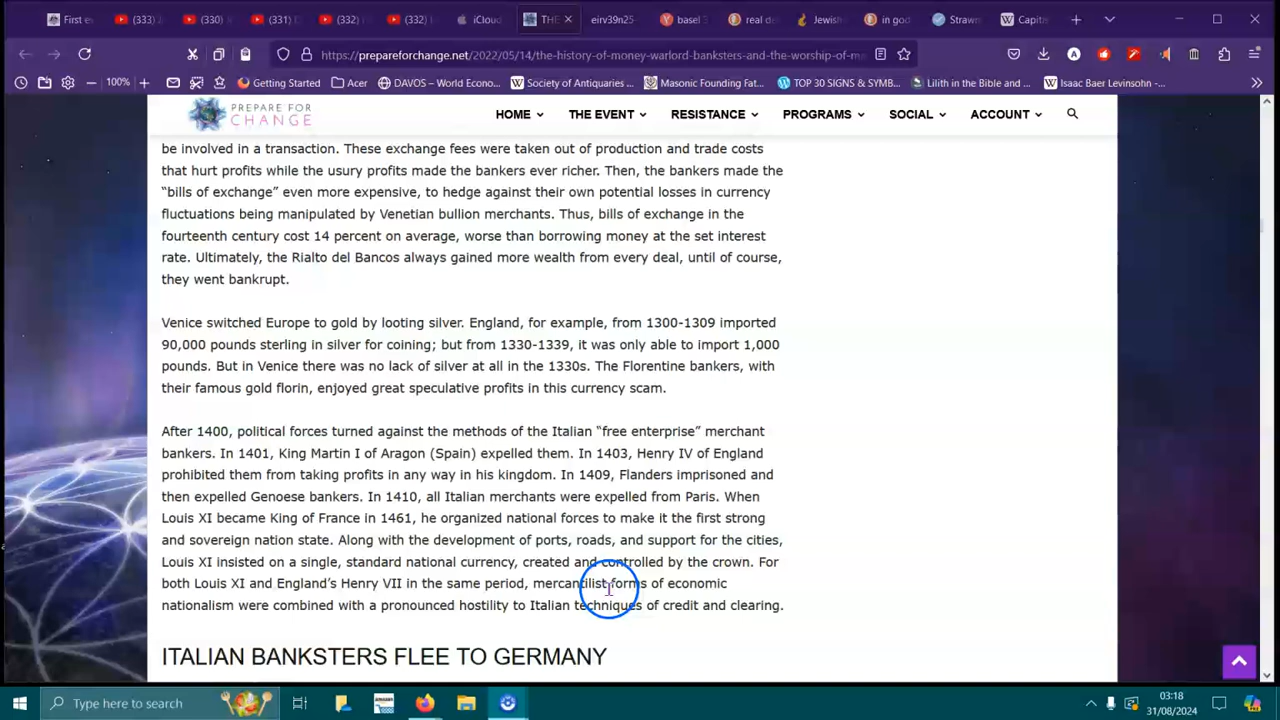 First e
(333) 2
(330)
(331) D
(332)
(332) l
iCloud
THE
eirv39n25
basel 3
real de
Jewish
in god
Strawn
Capita
https://prepareforchange.net/2022/05/14/the-history-of-money-warlord-banksters-and-the-worship-of-m
100%
Getting Started
Acer
DAVOS – World Econo...
Society of Antiquaries ...
Masonic Founding Fat...
TOP 30 SIGNS & SYMB...
Lilith in the Bible and ...
Isaac Baer Levinsohn ...
PREPARE FOR
CHANGE
HOME
THE EVENT
RESISTANCE
PROGRAMS
SOCIAL
ACCOUNT
be involved in a transaction. These exchange fees were taken out of production and trade costs
that hurt profits while the usury profits made the bankers ever richer. Then, the bankers made the
“bills of exchange” even more expensive, to hedge against their own potential losses in currency
fluctuations being manipulated by Venetian bullion merchants. Thus, bills of exchange in the
fourteenth century cost 14 percent on average, worse than borrowing money at the set interest
rate. Ultimately, the Rialto del Bancos always gained more wealth from every deal, until of course,
they went bankrupt.
Venice switched Europe to gold by looting silver. England, for example, from 1300-1309 imported
90,000 pounds sterling in silver for coining; but from 1330-1339, it was only able to import 1,000
pounds. But in Venice there was no lack of silver at all in the 1330s. The Florentine bankers, with
their famous gold florin, enjoyed great speculative profits in this currency scam.
After 1400, political forces turned against the methods of the Italian “free enterprise” merchant
bankers. In 1401, King Martin I of Aragon (Spain) expelled them. In 1403, Henry IV of England
prohibited them from taking profits in any way in his kingdom. In 1409, Flanders imprisoned and
then expelled Genoese bankers. In 1410, all Italian merchants were expelled from Paris. When
Louis XI became King of France in 1461, he organized national forces to make it the first strong
and sovereign nation state. Along with the development of ports, roads, and support for the cities,
Louis XI insisted on a single, standard national currency, created and controlled by the crown. For
both Louis XI and England’s Henry VII in the same period, mercantilist forms of economic
nationalism were combined with a pronounced hostility to Italian techniques of credit and clearing.
ITALIAN BANKSTERS FLEE TO GERMANY
Type here to search
03:18
31/08/2024